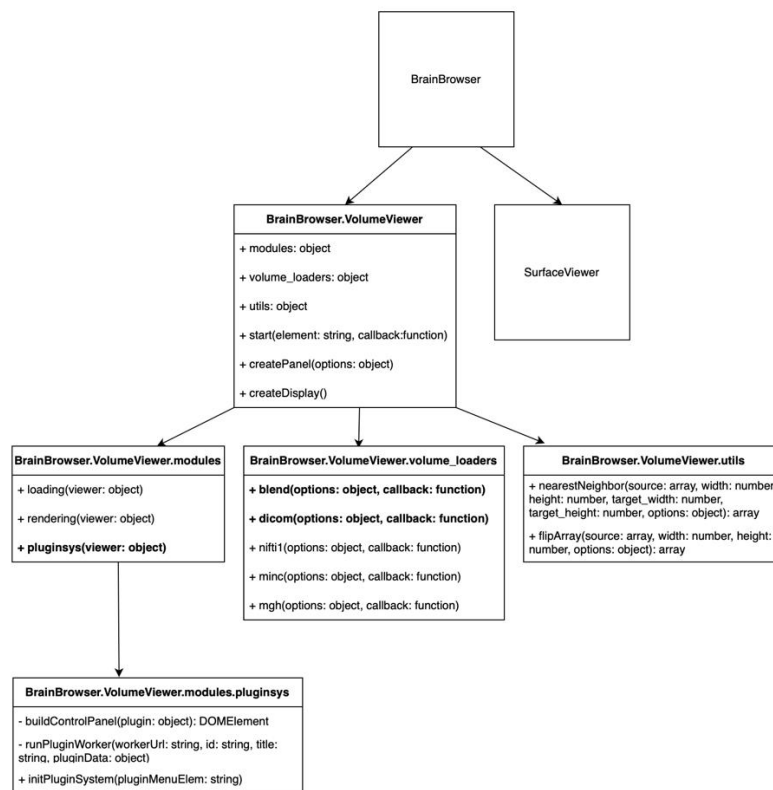 BrainBrowser
BrainBrowser.VolumeViewer
+ modules: object
+ volume_loaders: object
+ utils: object
+ start(element: string, callback:function)
+ createPanel(options: object)
+ createDisplay()
SurfaceViewer
BrainBrowser.VolumeViewer.modules
+ loading(viewer: object)
+ rendering(viewer: object)
+ pluginsys(viewer: object)
BrainBrowser.VolumeViewer.volume_loaders
+ blend(options: object, callback: function)
+ dicom(options: object, callback: function)
+ nifti1(options: object, callback: function)
+ minc(options: object, callback: function)
+ mgh(options: object, callback: function)
BrainBrowser.VolumeViewer.utils
+ nearestNeighbor(source: array, width: number
height: number, target_width: number,
target_height: number, options: object): array
+ flipArray(source: array, width: number, height:
number, options: object): array
BrainBrowser.VolumeViewer.modules.pluginsys
- buildControlPanel(plugin: object): DOMElement
- runPluginWorker(workerUrl: string, id: string, title:
string, pluginData: object)
+ initPluginSystem(pluginMenuElem: string)